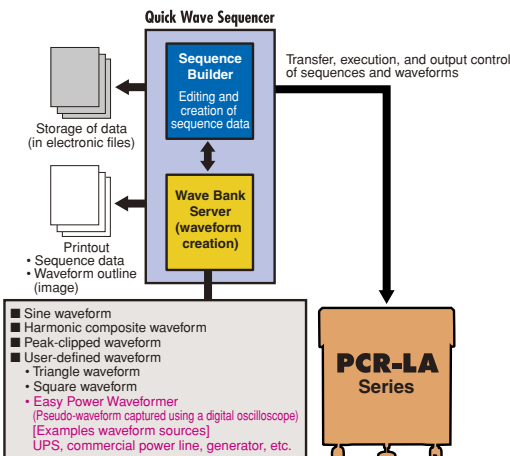 Quick Wave Sequencer
Sequence
Builder
Editing and
creation of
sequence data
Transfer, execution, and output control
of sequences and waveforms
Storage of data
(in electronic files)
Wave Bank
Server
(waveform
creation)
Printout
• Sequence data
• Waveform outline
(image)
■ Sine waveform
■ Harmonic composite waveform
■ Peak-clipped waveform
■ User-defined waveform
• Triangle waveform
• Square waveform
• Easy Power Waveformer
(Pseudo-waveform captured using a digital oscilloscope)
[Examples waveform sources]
UPS, commercial power line, generator, etc.
PCR-LA
Series